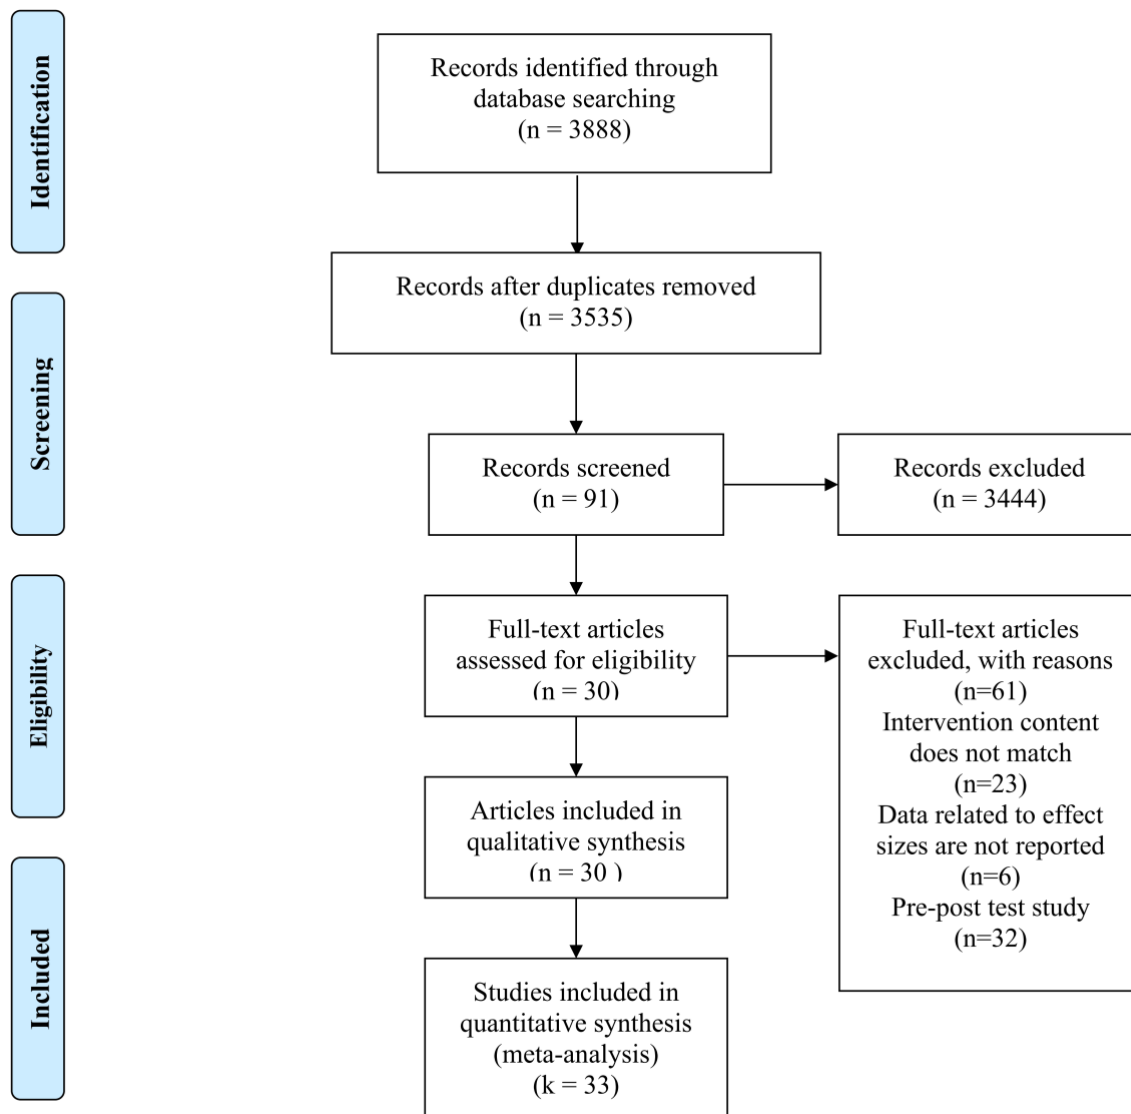 Identification
Records identified through
database searching
(n = 3888)
Records after duplicates removed
(n = 3535)
Screening
Records screened
(n = 91)
Records excluded
(n = 3444)
Eligibility
Full-text articles
assessed for eligibility
(n = 30)
Full-text articles
excluded, with reasons
(n=61)
Intervention content
does not match
(n=23)
Data related to effect
sizes are not reported
(n=6)
Pre-post test study
(n=32)
Articles included in
qualitative synthesis
(n = 30 )
Included
Studies included in
quantitative synthesis
(meta-analysis)
(k = 33)